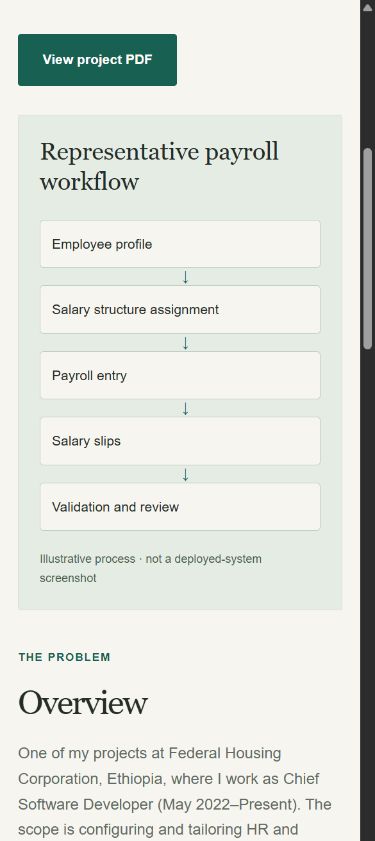 View project PDF
Representative payroll
workflow
Employee profile
↓
Salary structure assignment
↓
Payroll entry
↓
Salary slips
↓
Validation and review
Illustrative process · not a deployed-system
screenshot
THE PROBLEM
Overview
One of my projects at Federal Housing
Corporation, Ethiopia, where I work as Chief
Software Developer (May 2022–Present). The
scope is configuring and tailoring HR and